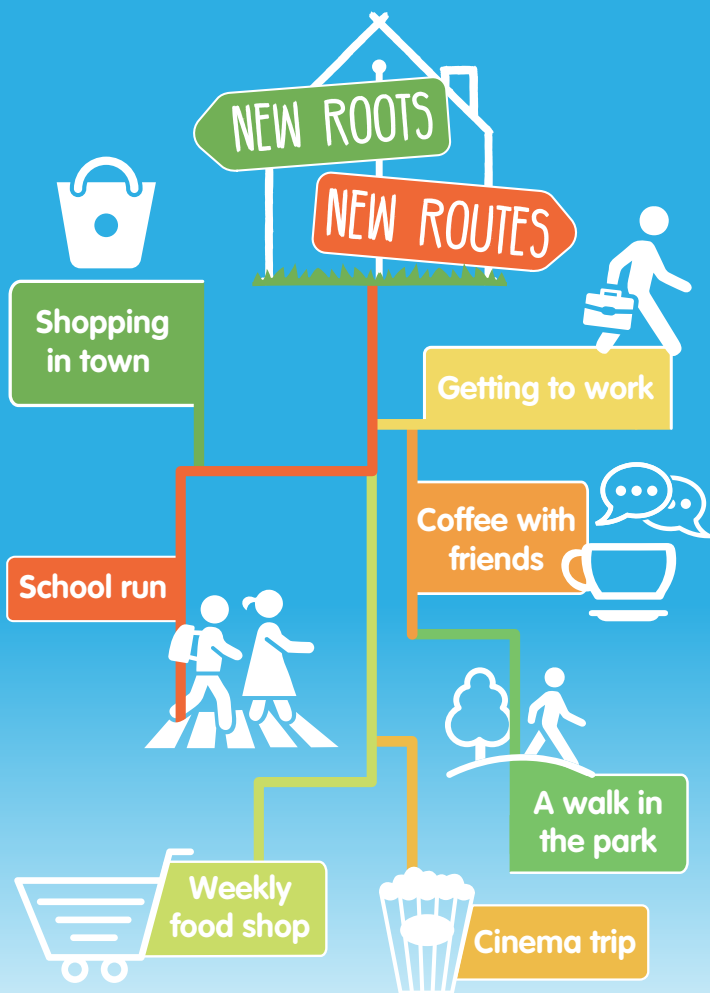 NEW ROOTS
NEW ROUTES
Shopping
in town
Getting to work
Coffee with
friends
School run
A walk in
the park
Weekly
food shop
Cinema trip